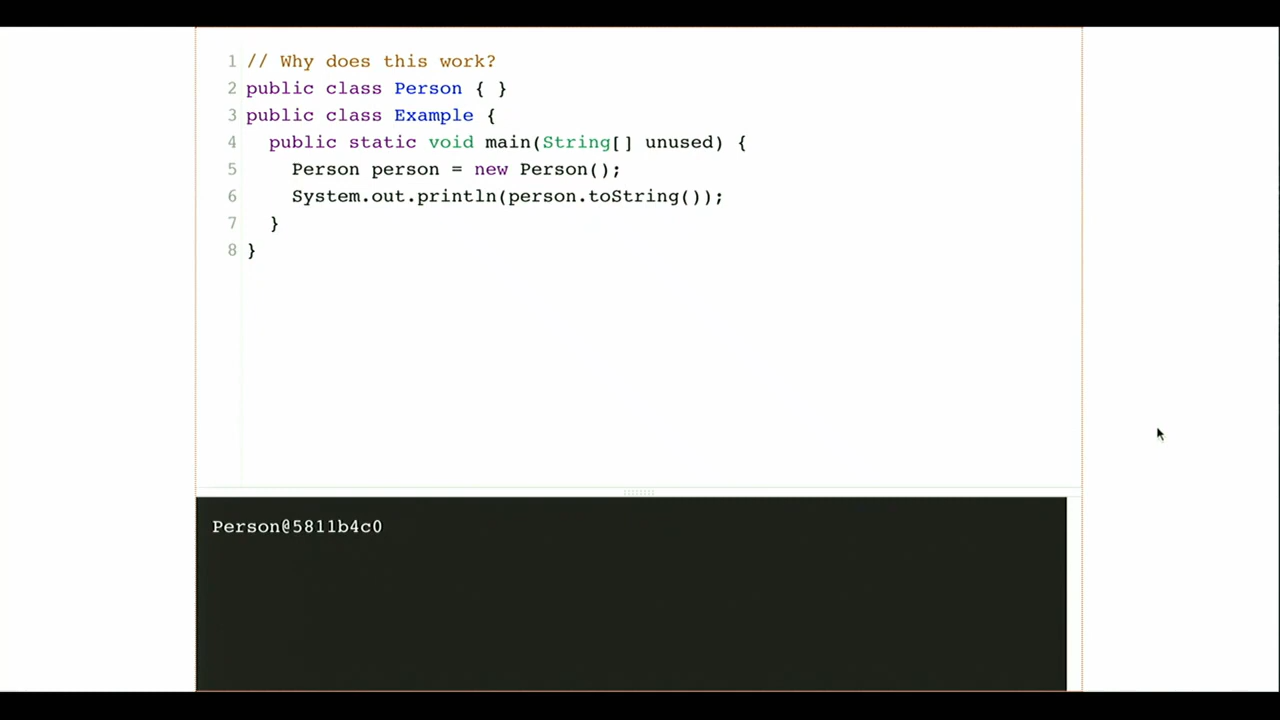 1 // Why does this work?
2 public class Person { }
3 public class Example {
4   public static void main(String[] unused) {
5     Person person = new Person();
6     System.out.println(person.toString());
7   }
8 }
Person@5811b4c0